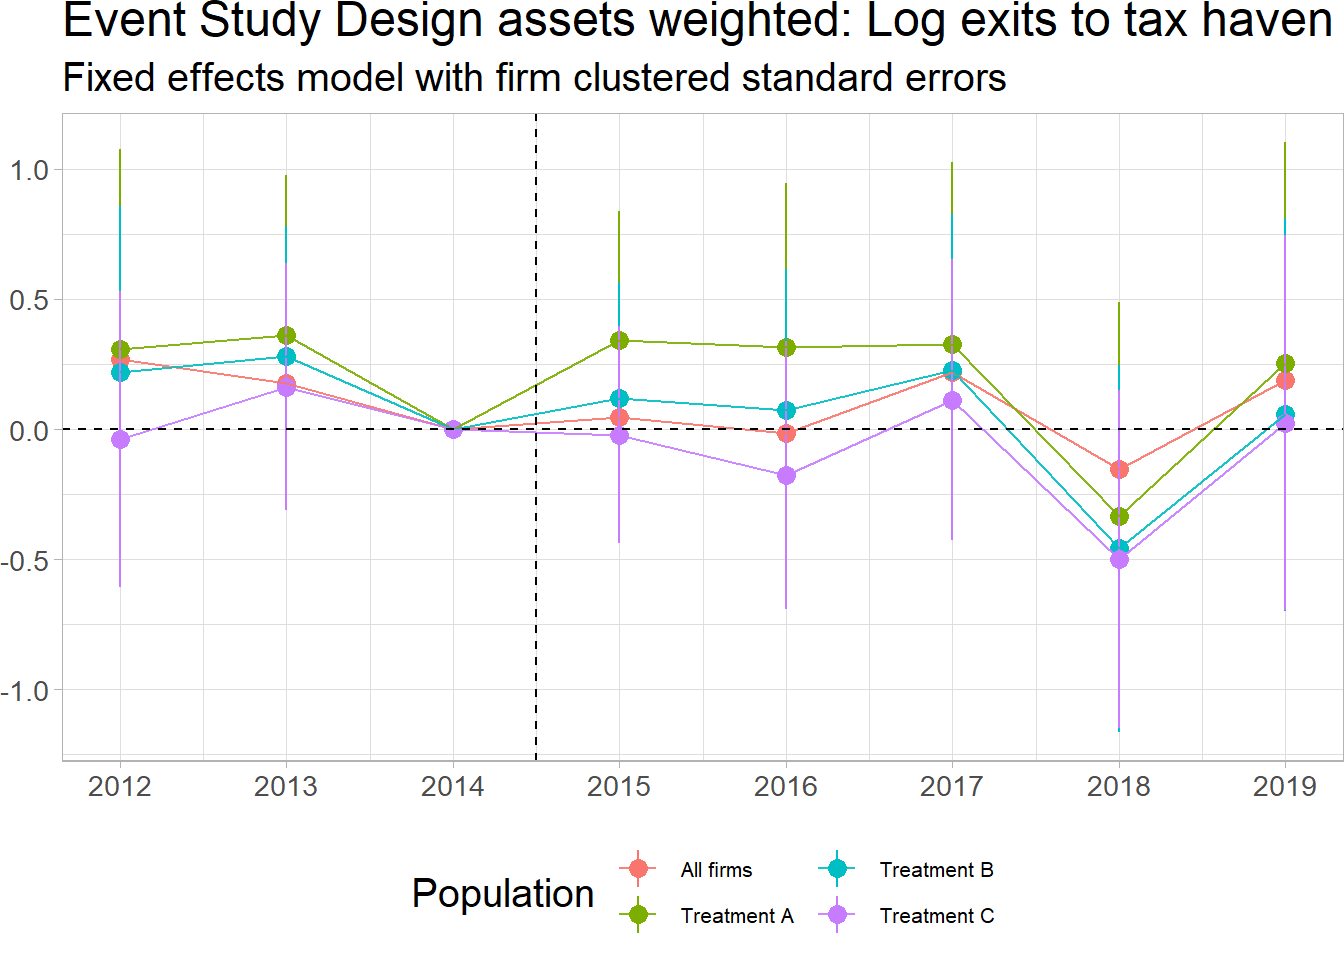 Event Study Design assets weighted: Log exits to tax haven
Fixed effects model with firm clustered standard errors
1.0
0.5
0.0
-0.5
-1.0
2012 2013 2014 2015 2016 2017 2018 2019
Population
All firms
Treatment A
Treatment B
Treatment C